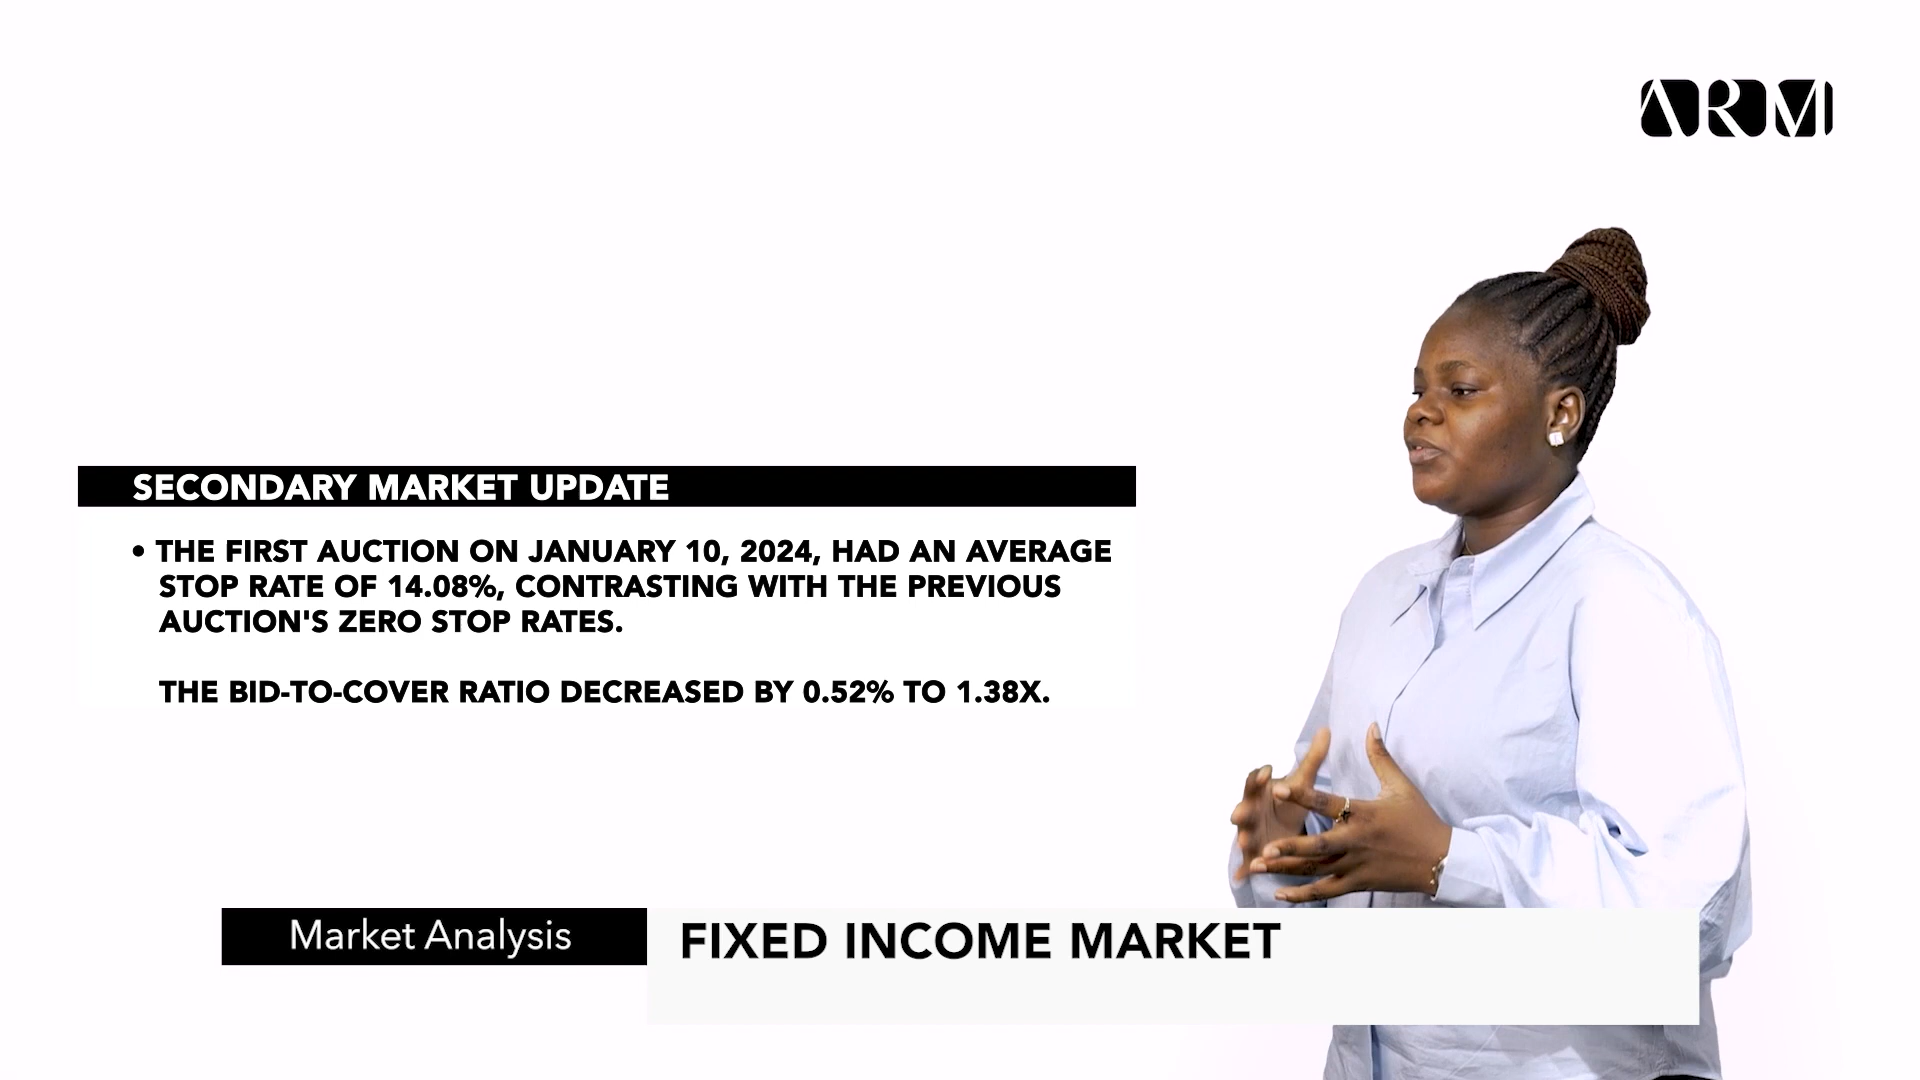 ARM
SECONDARY MARKET UPDATE
• THE FIRST AUCTION ON JANUARY 10, 2024, HAD AN AVERAGE
STOP RATE OF 14.08%, CONTRASTING WITH THE PREVIOUS
AUCTION'S ZERO STOP RATES.
THE BID-TO-COVER RATIO DECREASED BY 0.52% TO 1.38X.
Market Analysis
FIXED INCOME MARKET